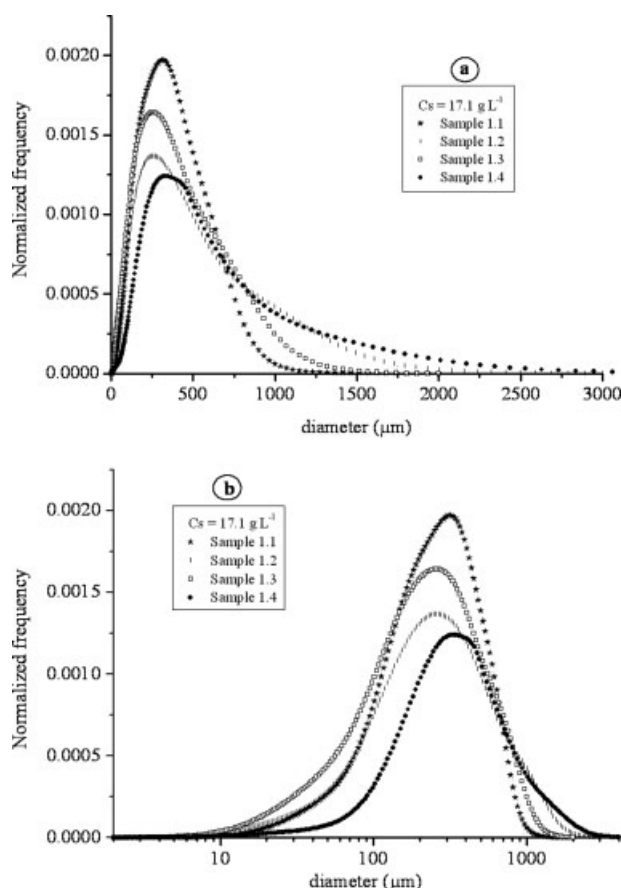 0.0020
0.0015
0.0010
0.0005
0.0000
Normalized frequency
a
Cs = 17.1 g L⁻¹
Sample 1.1
Sample 1.2
Sample 1.3
Sample 1.4
0 500 1000 1500 2000 2500 3000
diameter (μm)
b
0.0020
0.0015
0.0010
0.0005
0.0000
Normalized frequency
Cs = 17.1 g L⁻¹
Sample 1.1
Sample 1.2
Sample 1.3
Sample 1.4
10 100 1000
diameter (μm)